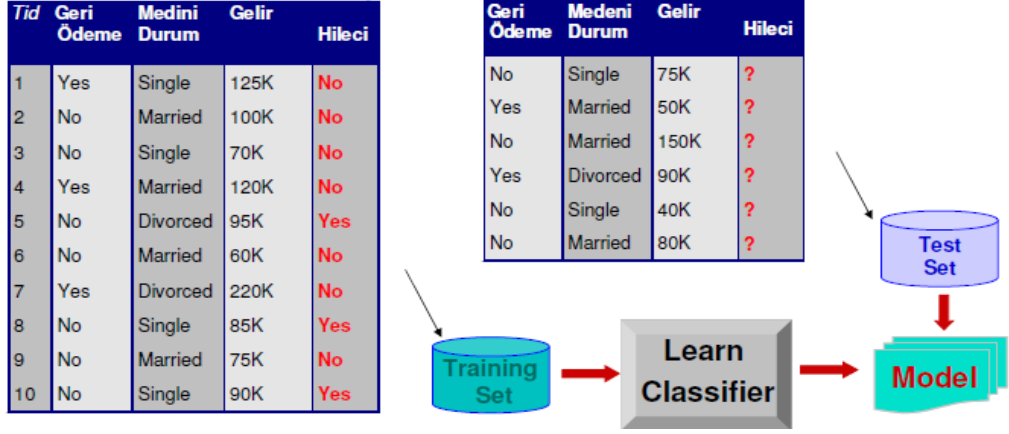 Tid Geri Medini Gelir
Ödeme Durum Hileci
1 Yes Single 125K No
2 No Married 100K No
3 No Single 70K No
4 Yes Married 120K No
5 No Divorced 95K Yes
6 No Married 60K No
7 Yes Divorced 220K No
8 No Single 85K Yes
9 No Married 75K No
10 No Single 90K Yes
Geri Medeni Gelir
Ödeme Durum Hileci
No Single 75K ?
Yes Married 50K ?
No Married 150K ?
Yes Divorced 90K ?
No Single 40K ?
No Married 80K ?
Test
Set
Training
Set
Learn
Classifier
Model